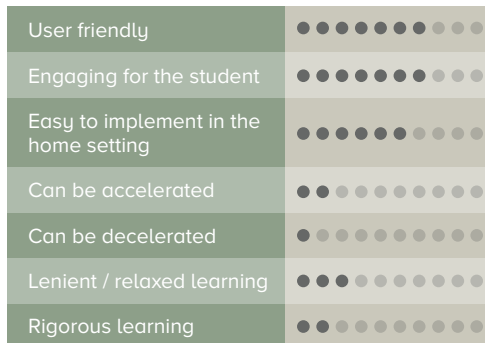 User friendly
Engaging for the student
Easy to implement in the
home setting
Can be accelerated
Can be decelerated
Lenient / relaxed learning
Rigorous learning